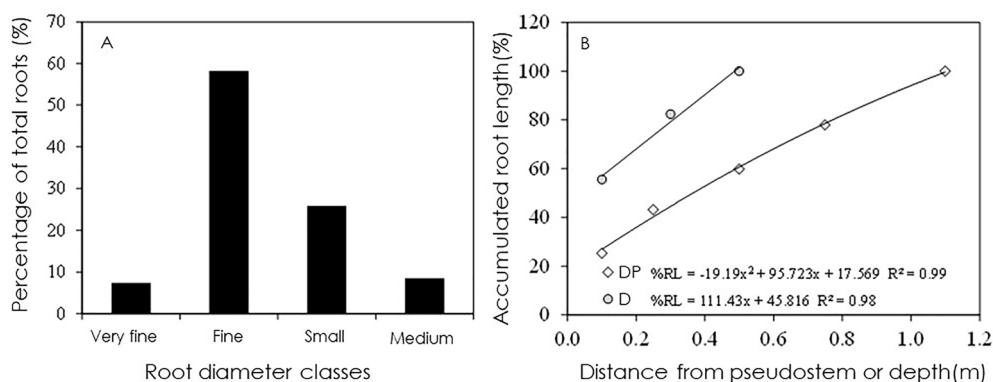 A
Percentage of total roots (%)
70
60
50
40
30
20
10
0
Very fine Fine Small Medium
Root diameter classes
B
Accumulated root length(%)
120
100
80
60
40
20
0
DP %RL = -19.19x² + 95.723x + 17.569 R² = 0.99
D %RL = 111.43x + 45.816 R² = 0.98
0.0 0.2 0.4 0.6 0.8 1.0 1.2
Distance from pseudostem or depth(m)